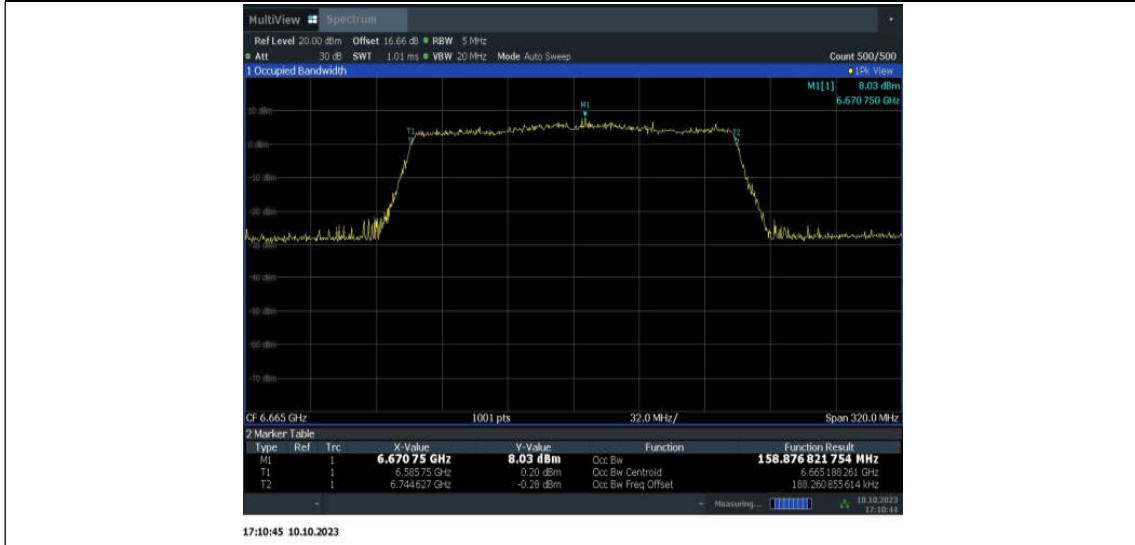 MultiView Spectrum
Ref Level 20.00 dBm Offset 16.66 dB RBW 5 MHz
Att 30 dB SWT 1.01 ms VBW 20 MHz Mode Auto Sweep Count 500/500
1 Occupied Bandwidth 1Pk View
M1[1] 8.03 dBm
6.670 750 GHz
M1
10 dBm
T1 T2
0 dBm
-10 dBm
-20 dBm
-30 dBm
-40 dBm
-50 dBm
-60 dBm
-70 dBm
CF 6.665 GHz 1001 pts 32.0 MHz/ Span 320.0 MHz
2 Marker Table
Type Ref Trc X-Value Y-Value Function Function Result
M1 1 6.670 75 GHz 8.03 dBm Occ Bw 158.876 821 754 MHz
T1 1 6.585 75 GHz 0.20 dBm Occ Bw Centroid 6.665 188 261 GHz
T2 1 6.744 627 GHz -0.28 dBm Occ Bw Freq Offset 188.260 855 614 kHz
Measuring... 10.10.2023
17:10:44
17:10:45 10.10.2023